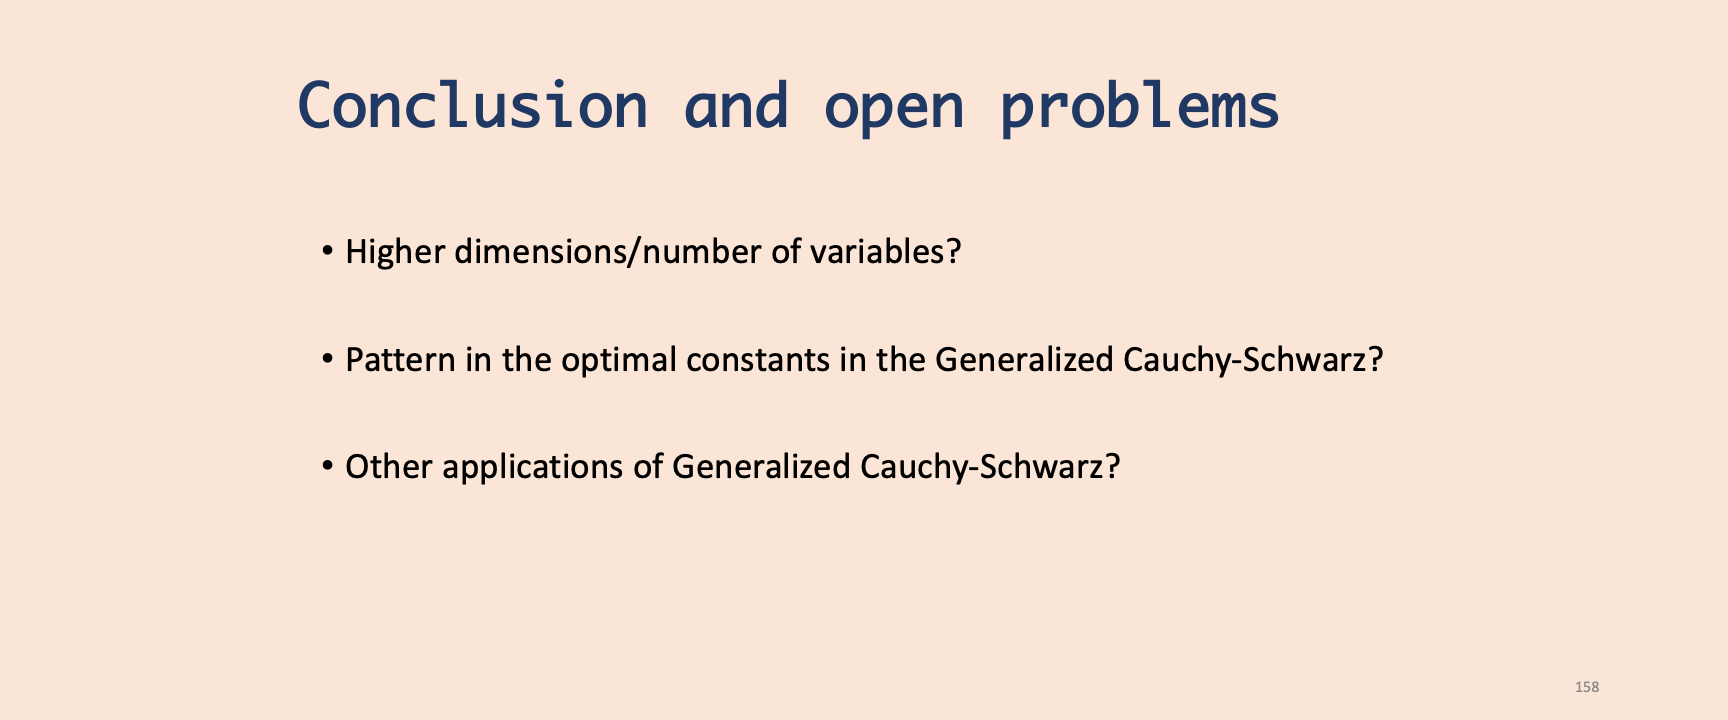 Conclusion and open problems
• Higher dimensions/number of variables?
• Pattern in the optimal constants in the Generalized Cauchy-Schwarz?
• Other applications of Generalized Cauchy-Schwarz?
158